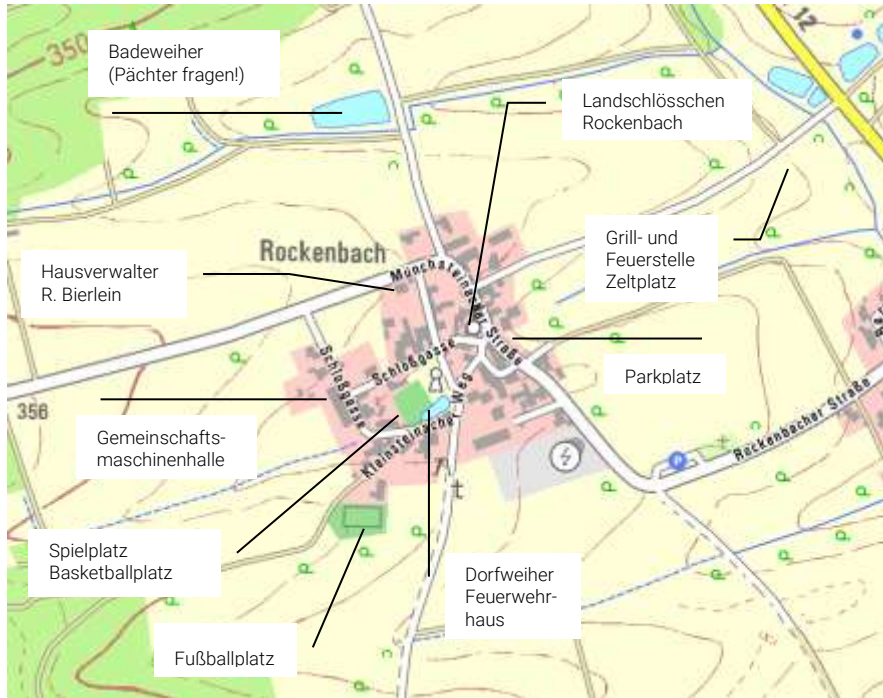 350
12
Badeweiher
(Pächter fragen!)
Landschlösschen
Rockenbach
Rockenbach
Grill- und
Feuerstelle
Zeltplatz
Hausverwalter
R. Bierlein
Münchsteinacher Straße
Schloßgasse
Schloßgasse
Parkplatz
356
Gemeinschafts-
maschinenhalle
Kleinsteinacher Weg
Rockenbacher Straße
Spielplatz
Basketballplatz
Dorfweiher
Feuerwehr-
haus
Fußballplatz